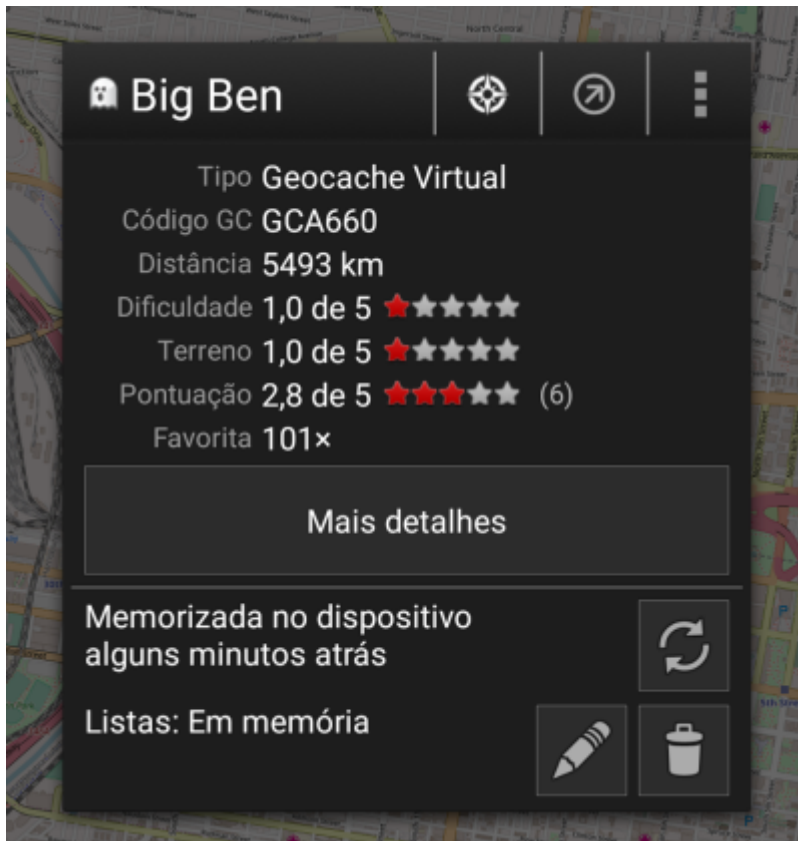 Big Ben
Tipo Geocache Virtual
Código GC GCA660
Distância 5493 km
Dificuldade 1,0 de 5
Terreno 1,0 de 5
Pontuação 2,8 de 5 (6)
Favorita 101×
Mais detalhes
Memorizada no dispositivo
alguns minutos atrás
Listas: Em memória